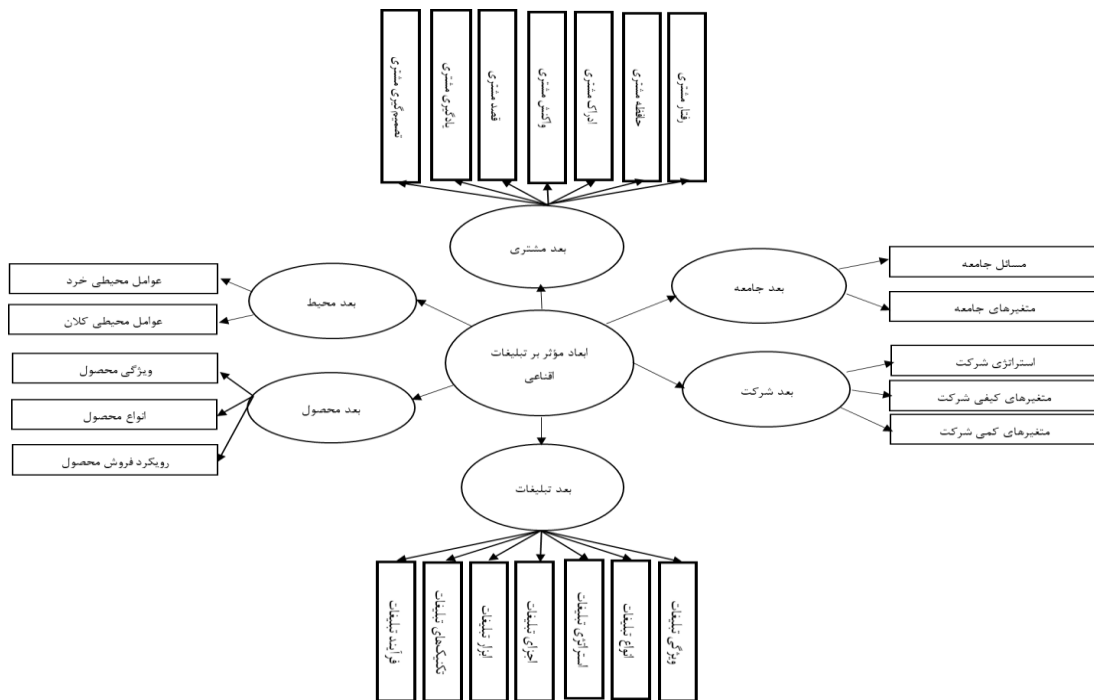 رفتار مشتری
حافظه مشتری
ادراک مشتری
واکنش مشتری
قصد مشتری
یادگیری مشتری
تصمیم‌گیری مشتری
بعد مشتری
بعد جامعه
مسائل جامعه
متغیرهای جامعه
بعد محیط
عوامل محیطی خرد
عوامل محیطی کلان
ابعاد مؤثر بر تبلیغات
اقناعی
بعد شرکت
استراتژی شرکت
متغیرهای کیفی شرکت
متغیرهای کمی شرکت
بعد محصول
ویژگی محصول
انواع محصول
رویکرد فروش محصول
بعد تبلیغات
ویژگی تبلیغات
انواع تبلیغات
استراتژی تبلیغات
اجزای تبلیغات
ابزار تبلیغات
تکنیک‌های تبلیغات
فرآیند تبلیغات